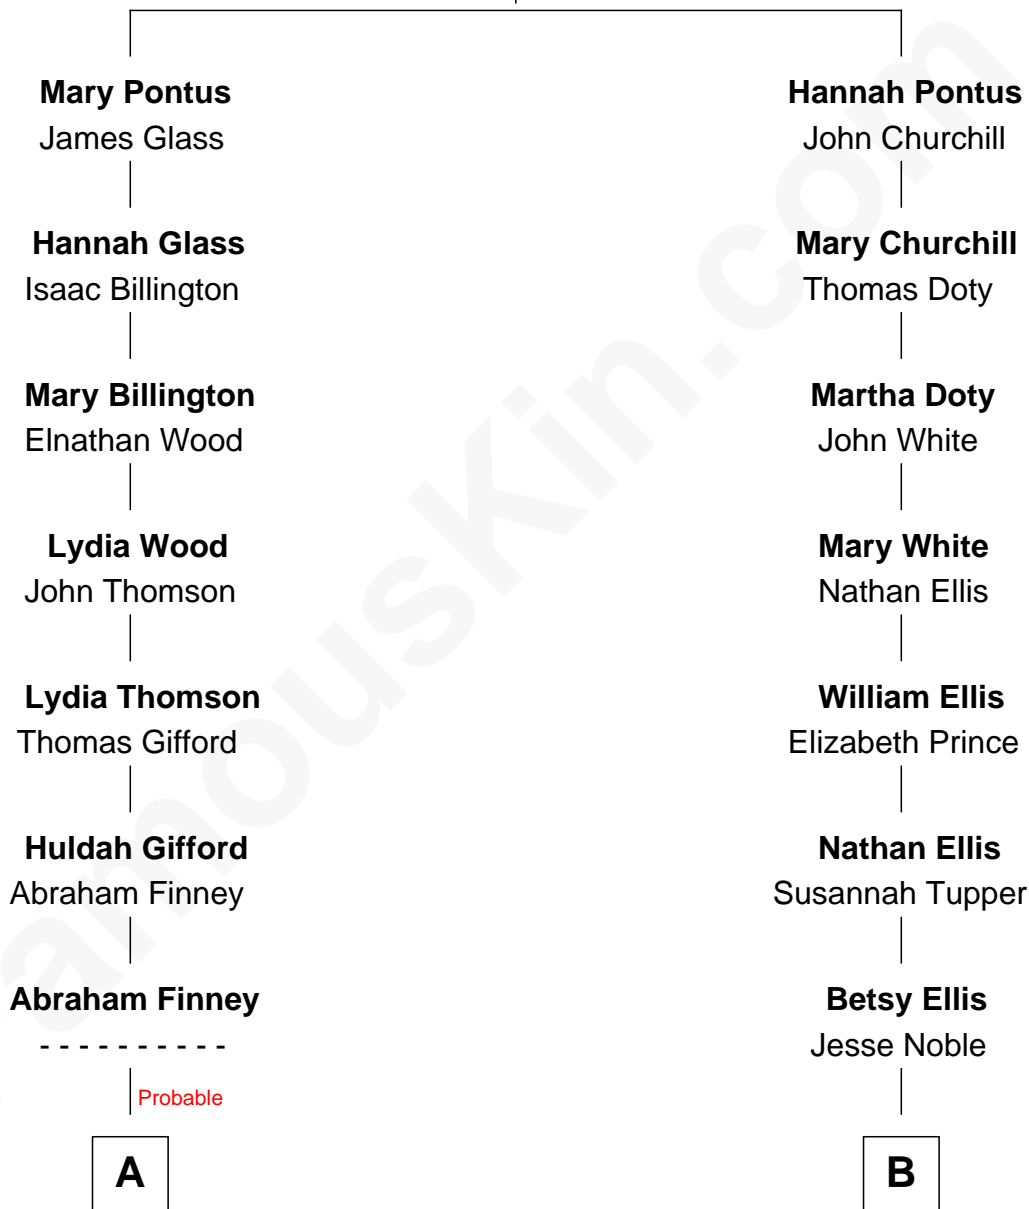 Mary Pontus
James Glass
Hannah Pontus
John Churchill
Hannah Glass
Isaac Billington
Mary Churchill
Thomas Doty
Mary Billington
Elnathan Wood
Martha Doty
John White
Lydia Wood
John Thomson
Mary White
Nathan Ellis
Lydia Thomson
Thomas Gifford
William Ellis
Elizabeth Prince
Huldah Gifford
Abraham Finney
Nathan Ellis
Susannah Tupper
Abraham Finney
- - - - - - - - - -
Betsy Ellis
Jesse Noble
Probable
A
B
amousKin.com